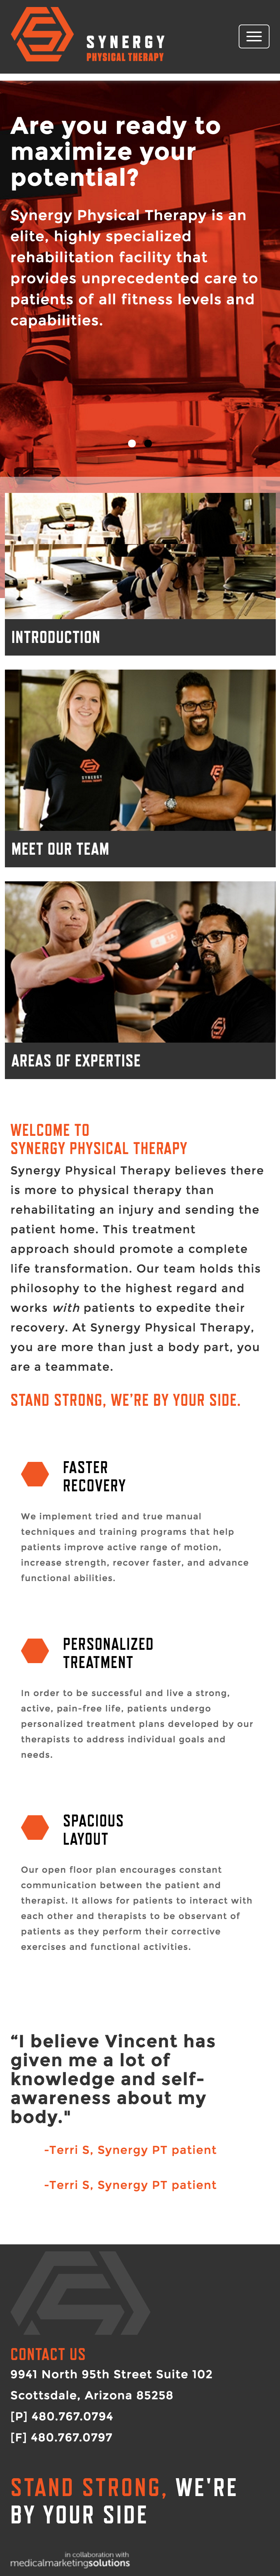 SYNERGY
PHYSICAL THERAPY
Are you ready to
maximize your
potential?
Synergy Physical Therapy is an
elite, highly specialized
rehabilitation facility that
provides unprecedented care to
patients of all fitness levels and
capabilities.
INTRODUCTION
SYNERGY
PHYSICAL THERAPY
MEET OUR TEAM
AREAS OF EXPERTISE
WELCOME TO
SYNERGY PHYSICAL THERAPY
Synergy Physical Therapy believes there
is more to physical therapy than
rehabilitating an injury and sending the
patient home. This treatment
approach should promote a complete
life transformation. Our team holds this
philosophy to the highest regard and
works with patients to expedite their
recovery. At Synergy Physical Therapy,
you are more than just a body part, you
are a teammate.
STAND STRONG, WE'RE BY YOUR SIDE.
FASTER
RECOVERY
We implement tried and true manual
techniques and training programs that help
patients improve active range of motion,
increase strength, recover faster, and advance
functional abilities.
PERSONALIZED
TREATMENT
In order to be successful and live a strong,
active, pain-free life, patients undergo
personalized treatment plans developed by our
therapists to address individual goals and
needs.
SPACIOUS
LAYOUT
Our open floor plan encourages constant
communication between the patient and
therapist. It allows for patients to interact with
each other and therapists to be observant of
patients as they perform their corrective
exercises and functional activities.
“I believe Vincent has
given me a lot of
knowledge and self-
awareness about my
body."
-Terri S, Synergy PT patient
-Terri S, Synergy PT patient
CONTACT US
9941 North 95th Street Suite 102
Scottsdale, Arizona 85258
[P] 480.767.0794
[F] 480.767.0797
STAND STRONG, WE'RE
BY YOUR SIDE
in collaboration with
medicalmarketingsolutions